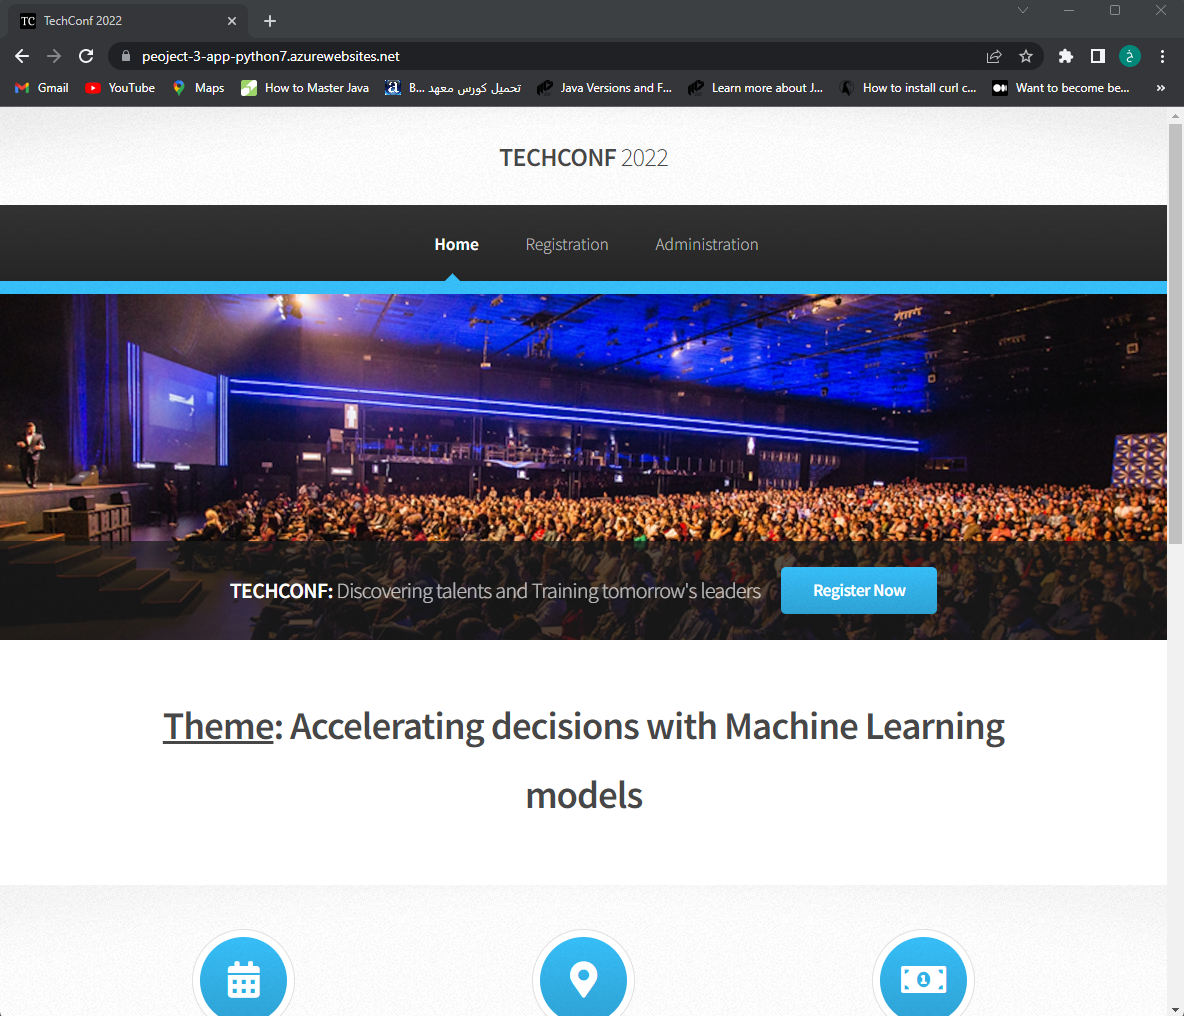 TC TechConf 2022
peoject-3-app-python7.azurewebsites.net
خ
Gmail
YouTube
Maps
How to Master Java
تحميل كورس معهد B...
Java Versions and F...
Learn more about J...
How to install curl c...
Want to become be...
»
TECHCONF 2022
Home
Registration
Administration
TECHCONF: Discovering talents and Training tomorrow's leaders
Register Now
Theme: Accelerating decisions with Machine Learning
models
1